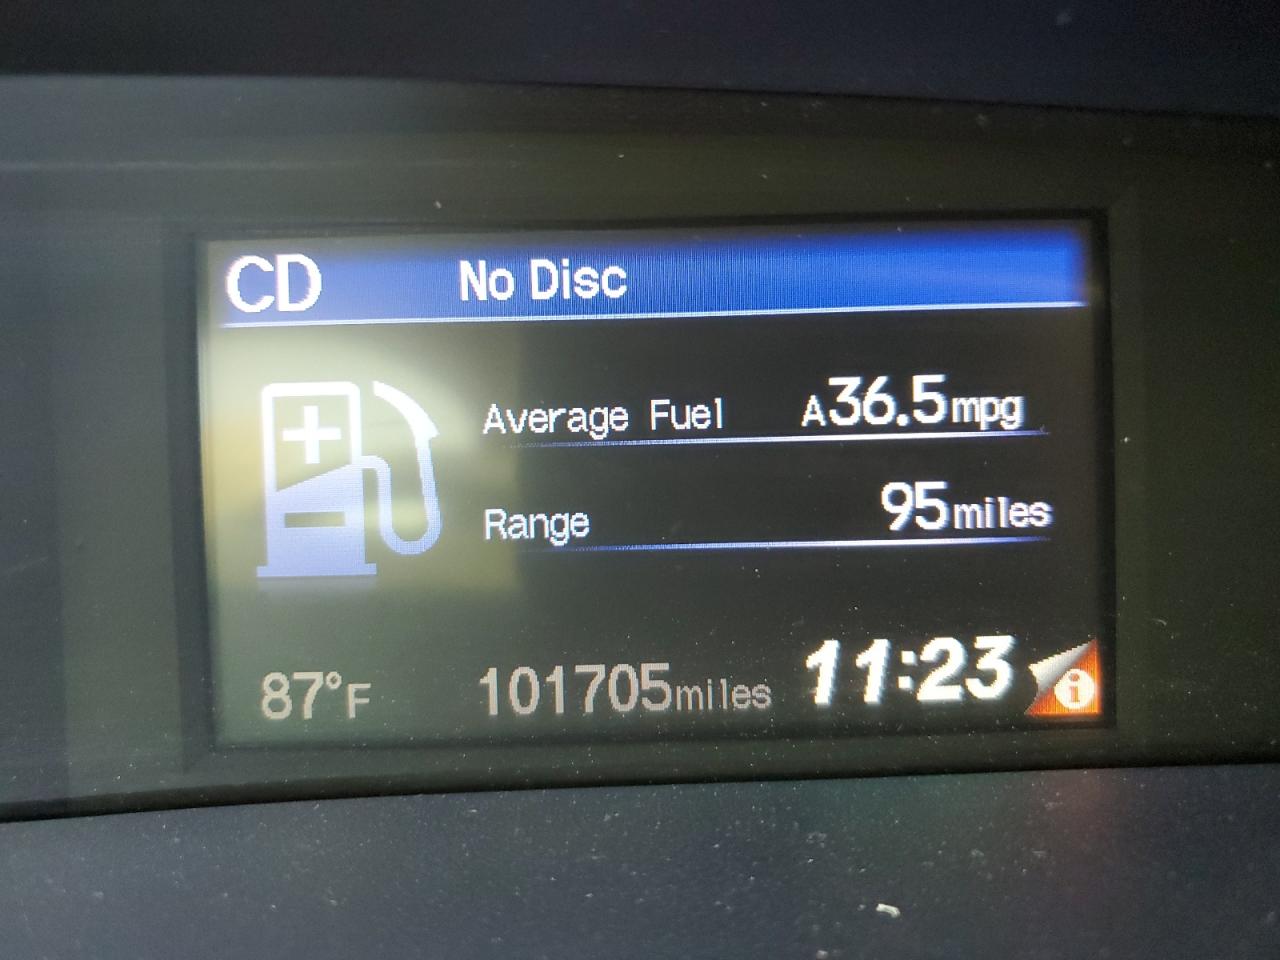 CD No Disc
Average Fuel A36.5mpg
Range 95miles
87°F 101705miles 11:23 i